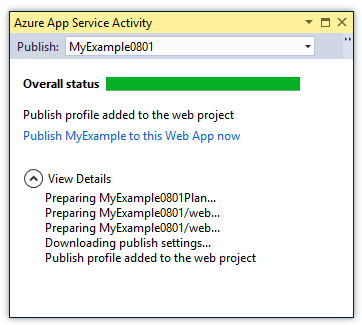 Azure App Service Activity
Publish: MyExample0801
Overall status
Publish profile added to the web project
Publish MyExample to this Web App now
View Details
Preparing MyExample0801Plan...
Preparing MyExample0801/web...
Preparing MyExample0801/web...
Downloading publish settings...
Publish profile added to the web project